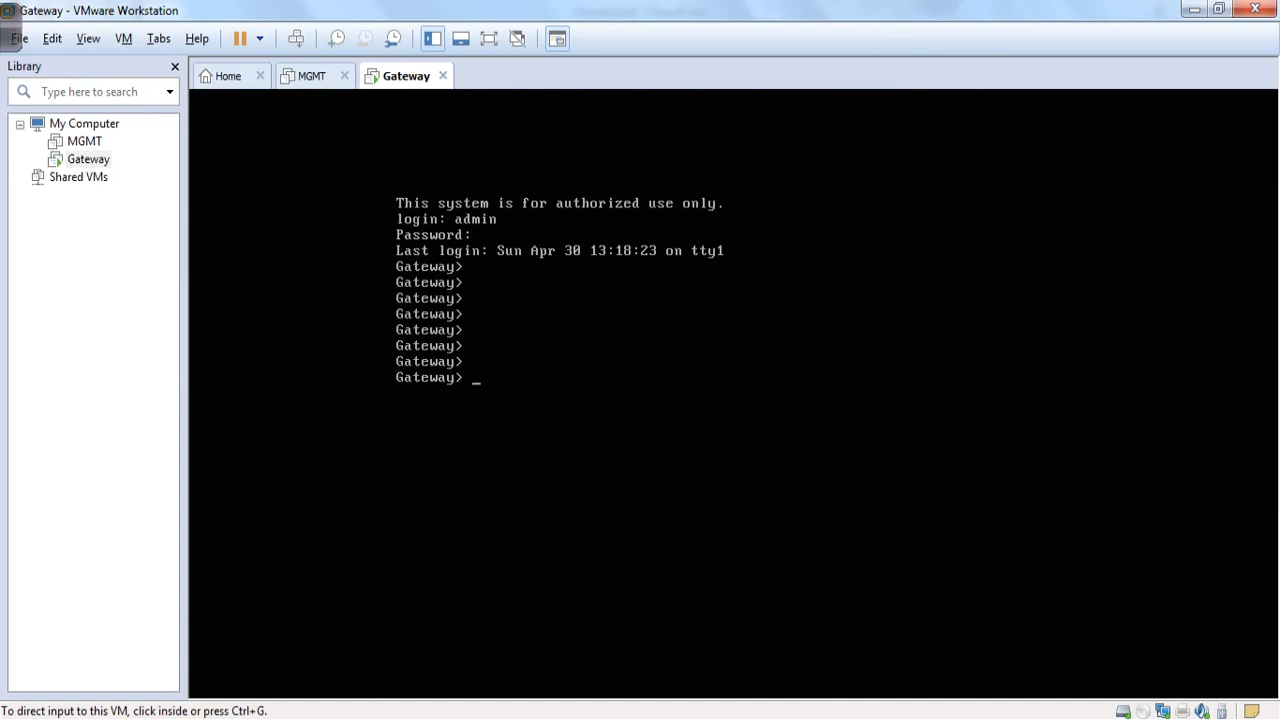 Gateway - VMware Workstation
File Edit View VM Tabs Help
Library
Type here to search
My Computer
MGMT
Gateway
Shared VMs
Home MGMT Gateway
This system is for authorized use only.
login: admin
Password:
Last login: Sun Apr 30 13:18:23 on tty1
Gateway>
Gateway>
Gateway>
Gateway>
Gateway>
Gateway>
Gateway>
Gateway> _
To direct input to this VM, click inside or press Ctrl+G.